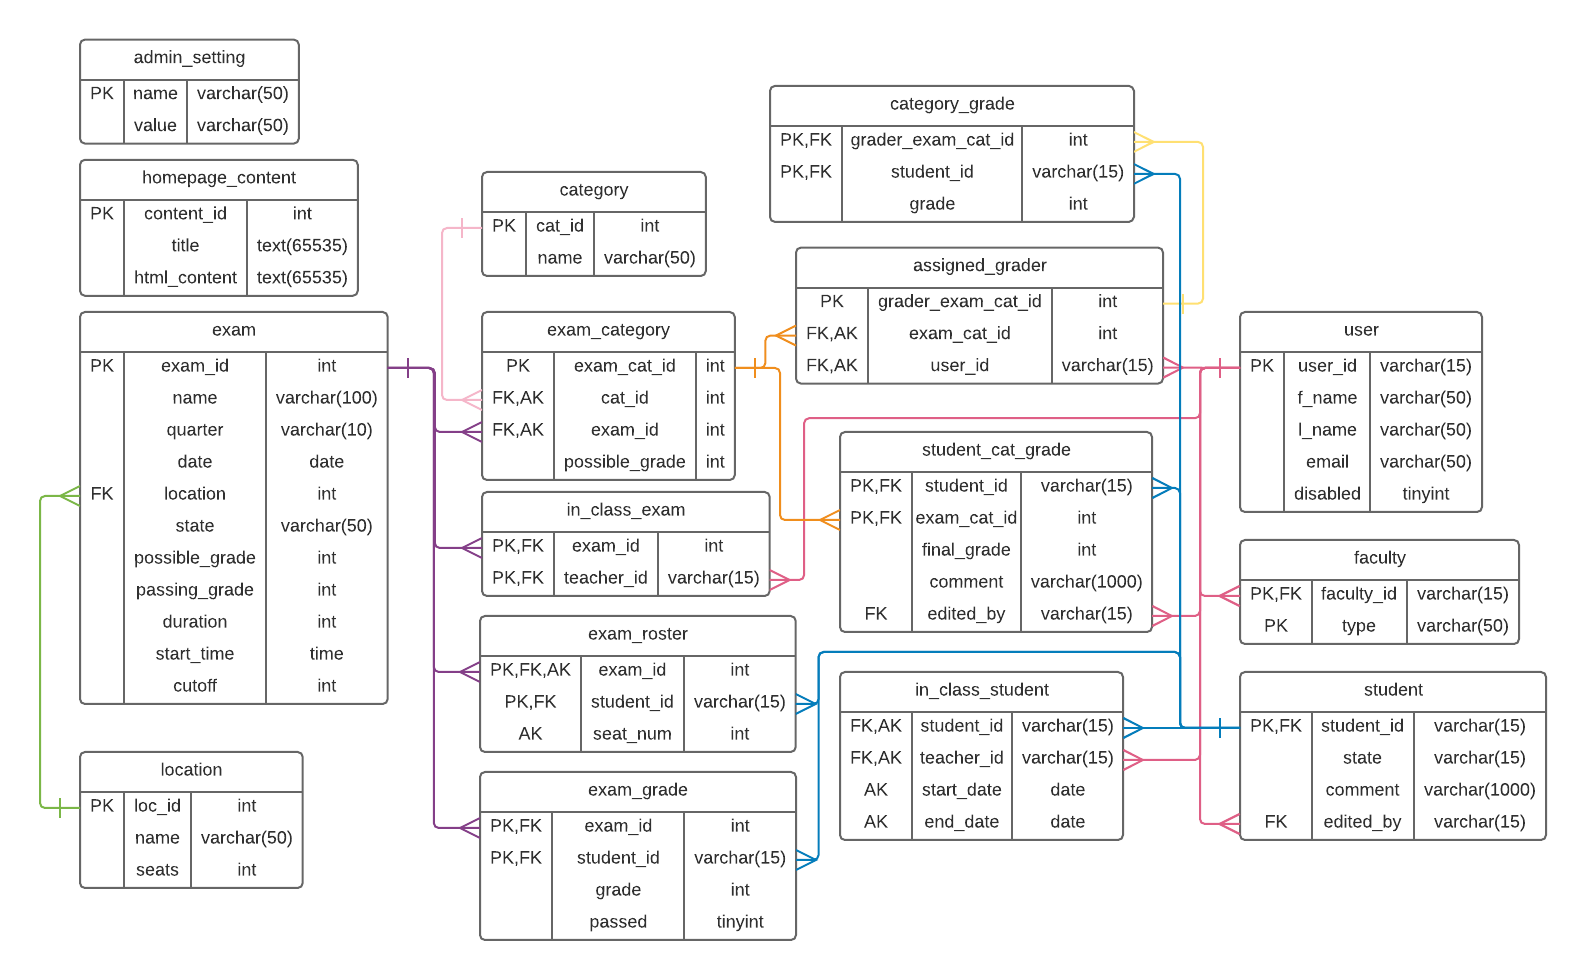 admin_setting
PK name varchar(50)
value varchar(50)
homepage_content
PK content_id int
title text(65535)
html_content text(65535)
exam
PK exam_id int
name varchar(100)
quarter varchar(10)
date date
FK location int
state varchar(50)
possible_grade int
passing_grade int
duration int
start_time time
cutoff int
location
PK loc_id int
name varchar(50)
seats int
category
PK cat_id int
name varchar(50)
exam_category
PK exam_cat_id int
FK,AK cat_id int
FK,AK exam_id int
possible_grade int
in_class_exam
PK,FK exam_id int
PK,FK teacher_id varchar(15)
exam_roster
PK,FK,AK exam_id int
PK,FK student_id varchar(15)
AK seat_num int
exam_grade
PK,FK exam_id int
PK,FK student_id varchar(15)
grade int
passed tinyint
category_grade
PK,FK grader_exam_cat_id int
PK,FK student_id varchar(15)
grade int
assigned_grader
PK grader_exam_cat_id int
FK,AK exam_cat_id int
FK,AK user_id varchar(15)
student_cat_grade
PK,FK student_id varchar(15)
PK,FK exam_cat_id int
final_grade int
comment varchar(1000)
FK edited_by varchar(15)
in_class_student
FK,AK student_id varchar(15)
FK,AK teacher_id varchar(15)
AK start_date date
AK end_date date
user
PK user_id varchar(15)
f_name varchar(50)
l_name varchar(50)
email varchar(50)
disabled tinyint
faculty
PK,FK faculty_id varchar(15)
PK type varchar(50)
student
PK,FK student_id varchar(15)
state varchar(15)
comment varchar(1000)
FK edited_by varchar(15)